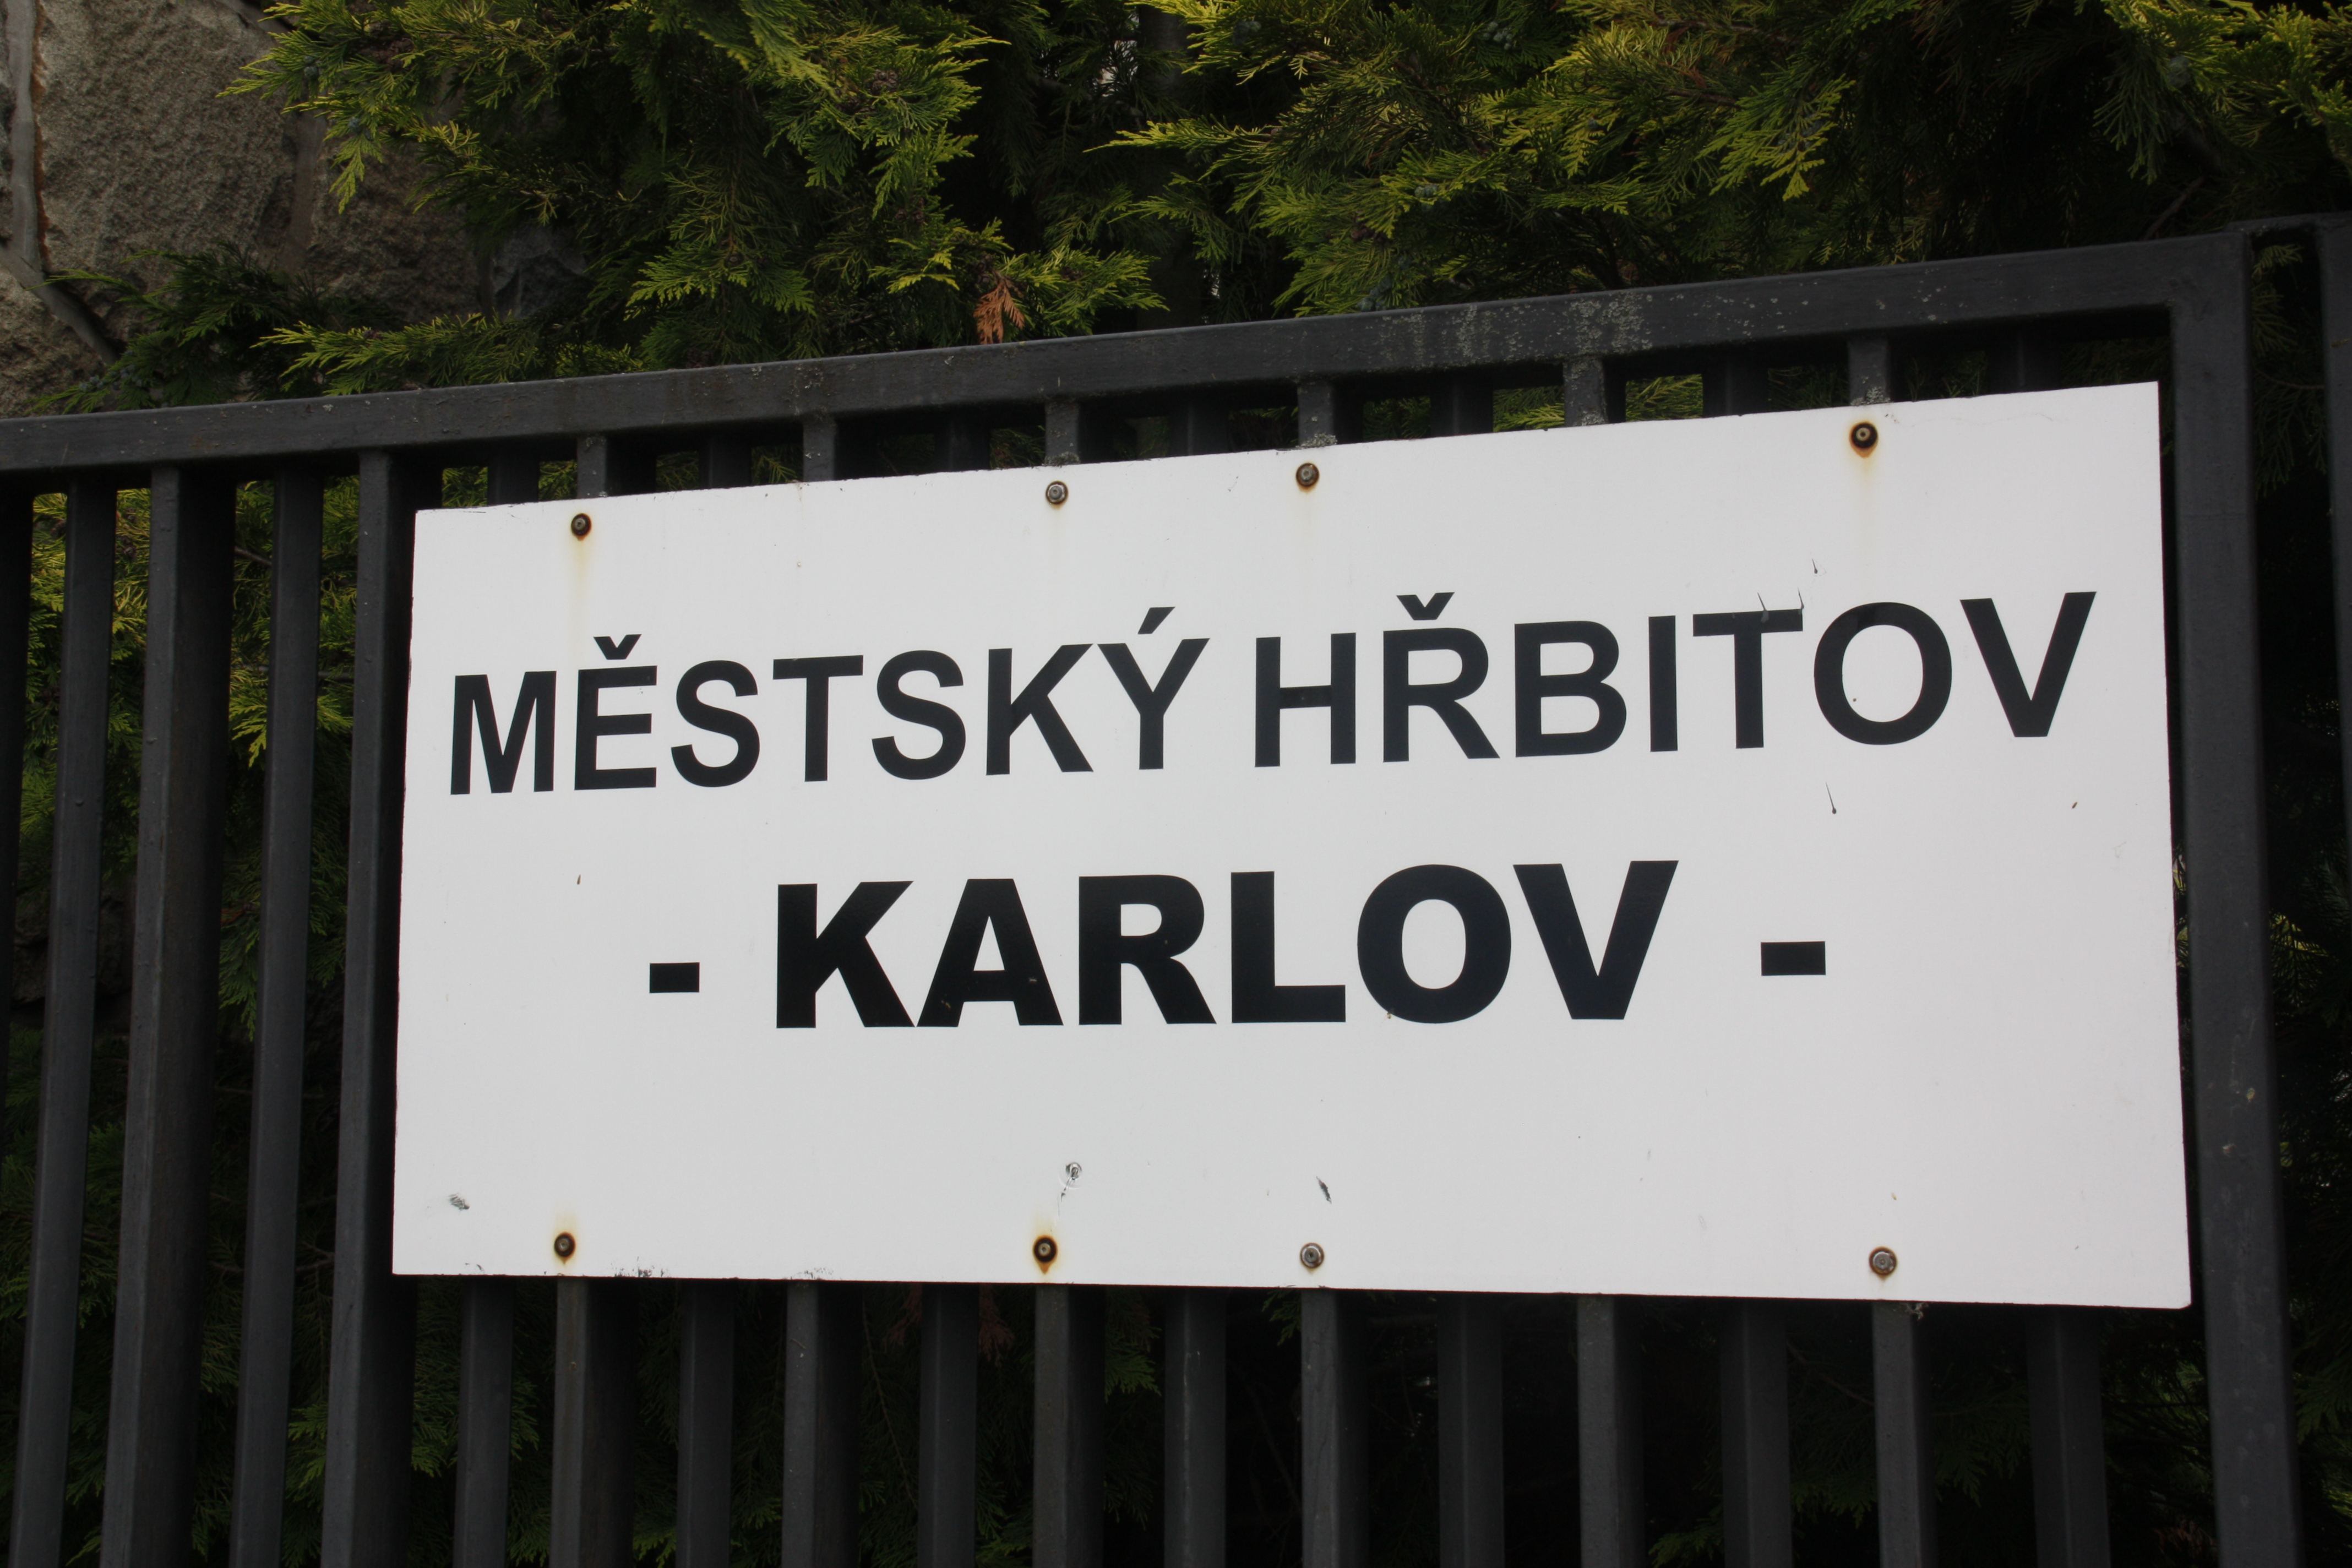 MĚSTSKÝ HŘBITOV
- KARLOV -